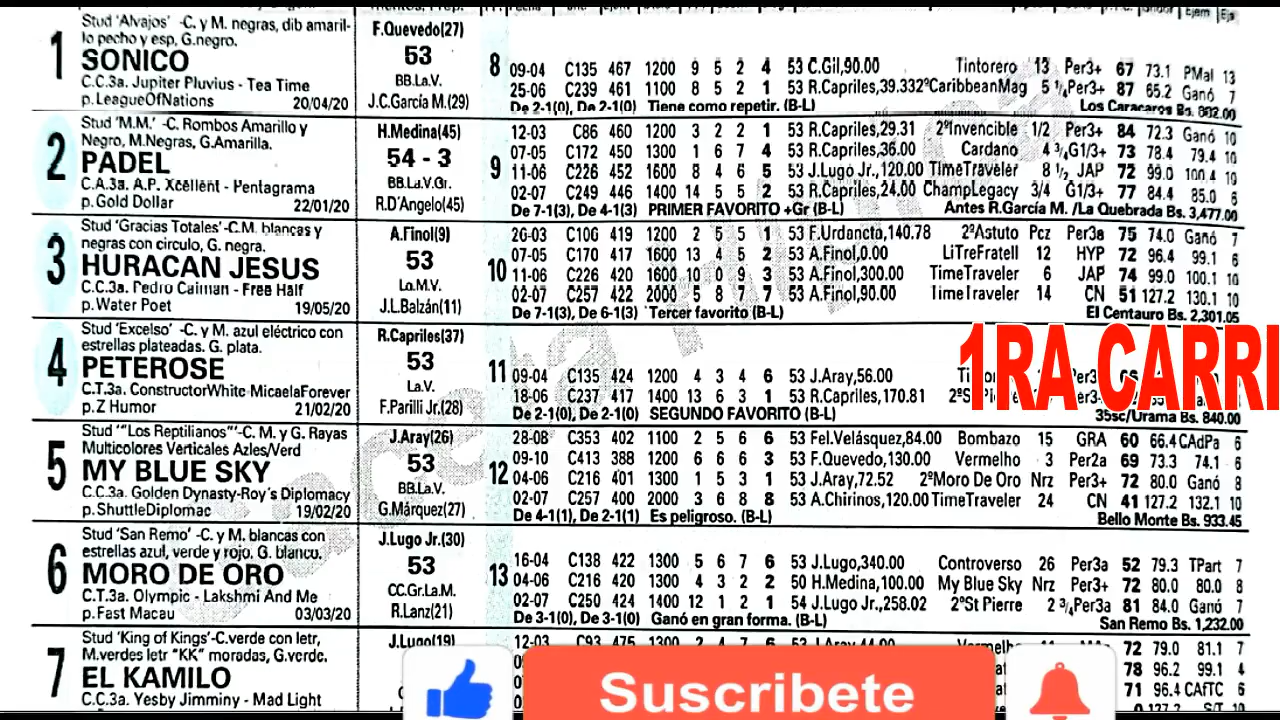 1
Stud 'Alvajos' -C. y M. negras, dib amaril-
lo pecho y esp, G.negro.
SONICO
C.C.3a. Jupiter Pluvius - Tea Time
p.LeagueOfNations 20/04/20
F.Quevedo(27)
53
BB.La.V.
J.C.García M.(29)
8
09-04 C135 467 1200 9 5 2 4 53 C.Gil,90.00 Tintorero 13 Per3+ 67 73.1 PMal 13
25-06 C239 461 1100 8 5 2 1 53 R.Capriles,39.33 2ºCaribbeanMag 5 1/4 Per3+ 87 65.2 Ganó 7
De 2-1(0), De 2-1(0) Tiene como repetir. (B-L) Los Caracaros Bs. 602.00
2
Stud 'M.M.' -C. Rombos Amarillo y
Negro, M.Negras, G.Amarilla.
PADEL
C.A.3a. A.P. Xcellent - Pentagrama
p.Gold Dollar 22/01/20
H.Medina(45)
54 - 3
BB.La.V.Gr.
R.D'Angelo(45)
9
12-03 C86 460 1200 3 2 2 1 53 R.Capriles,29.31 2ºInvencible 1/2 Per3+ 84 72.3 Ganó 10
07-05 C172 450 1300 1 6 7 4 53 R.Capriles,36.00 Cardano 4 3/4 G1/3+ 73 78.4 79.4 10
11-06 C226 452 1600 8 4 6 5 53 J.Lugo Jr.,120.00 TimeTraveler 8 1/2 JAP 72 99.0 100.4 10
02-07 C249 446 1400 14 5 5 2 53 R.Capriles,24.00 ChampLegacy 3/4 G1/3+ 77 84.4 85.0 6
De 7-1(3), De 4-1(3) PRIMER FAVORITO +Gr (B-L) Antes R.García M. /La Quebrada Bs. 3,477.00
3
Stud 'Gracias Totales' -C.M. blancas y
negras con circulo, G. negra.
HURACAN JESUS
C.C.3a. Pedro Caiman - Free Half
p.Water Poet 19/05/20
A.Finol(9)
53
La.M.V.
J.L.Balzán(11)
10
26-03 C106 419 1200 2 5 5 1 53 F.Urdaneta,140.78 2ºAstuto Pcz Per3a 75 74.0 Ganó 7
07-05 C170 417 1600 13 4 5 2 53 A.Finol,0.00 LiTreFratell 12 HYP 72 96.4 99.1 6
11-06 C226 420 1600 10 0 9 3 53 A.Finol,300.00 TimeTraveler 6 JAP 74 99.0 100.1 10
02-07 C257 422 2000 5 8 7 7 53 A.Finol,90.00 TimeTraveler 14 CN 51 127.2 130.1 10
De 7-1(3), De 6-1(3) Tercer favorito (B-L) El Centauro Bs. 2,301.05
1RA CARRI
4
Stud 'Excelso' -C. y M. azul eléctrico con
estrellas plateadas. G. plata.
PETEROSE
C.T.3a. ConstructorWhite-MicaelaForever
p.Z Humor 21/02/20
R.Capriles(37)
53
La.V.
F.Parilli Jr.(28)
11
09-04 C135 424 1200 4 3 4 6 53 J.Aray,56.00
18-06 C237 417 1400 13 6 3 1 53 R.Capriles,170.81
De 2-1(0), De 2-1(0) SEGUNDO FAVORITO (B-L) 35sc/Urama Bs. 840.00
5
Stud '"Los Reptilianos"'-C. M. y G. Rayas
Multicolores Verticales Azles/Verd
MY BLUE SKY
C.C.3a. Golden Dynasty-Roy's Diplomacy
p.ShuttleDiplomac 19/02/20
J.Aray(26)
53
BB.La.V.
G.Márquez(27)
12
28-08 C353 402 1100 2 5 6 6 53 Fel.Velásquez,84.00 Bombazo 15 GRA 60 66.4 CAdPa 6
09-10 C413 388 1200 6 6 6 3 53 F.Quevedo,130.00 Vermelho 3 Per2a 69 73.3 74.1 6
04-06 C216 401 1300 1 5 3 1 53 J.Aray,72.52 2ºMoro De Oro Nrz Per3+ 72 80.0 Ganó 8
02-07 C257 400 2000 3 6 8 8 53 A.Chirinos,120.00 TimeTraveler 24 CN 41 127.2 132.1 10
De 4-1(1), De 2-1(1) Es peligroso. (B-L) Bello Monte Bs. 933.45
6
Stud 'San Remo' -C. y M. blancas con
estrellas azul, verde y rojo, G. blanco.
MORO DE ORO
C.T.3a. Olympic - Lakshmi And Me
p.Fast Macau 03/03/20
J.Lugo Jr.(30)
53
CC.Gr.La.M.
R.Lanz(21)
13
16-04 C138 422 1300 5 6 7 6 53 J.Lugo,340.00 Controverso 26 Per3a 52 79.3 TPart 7
04-06 C216 420 1300 4 3 2 2 50 H.Medina,100.00 My Blue Sky Nrz Per3+ 72 80.0 80.0 8
02-07 C250 424 1400 12 1 2 1 54 J.Lugo Jr.,258.02 2ºSt Pierre 2 3/4 Per3a 81 84.0 Ganó 7
De 3-1(0), De 3-1(0) Ganó en gran forma. (B-L) San Remo Bs. 1,232.00
7
Stud 'King of Kings'-C.verde con letr,
M.verdes letr "KK" moradas, G.verde.
EL KAMILO
C.C.3a. Yesby Jimminy - Mad Light
J.Lugo(19)
12-03 C93 475 1300 2 4 7 6 53 J.Aray,44.00 72 79.0 81.1 7
78 96.2 99.1 4
71 96.4 CAfTC 6
Suscribete